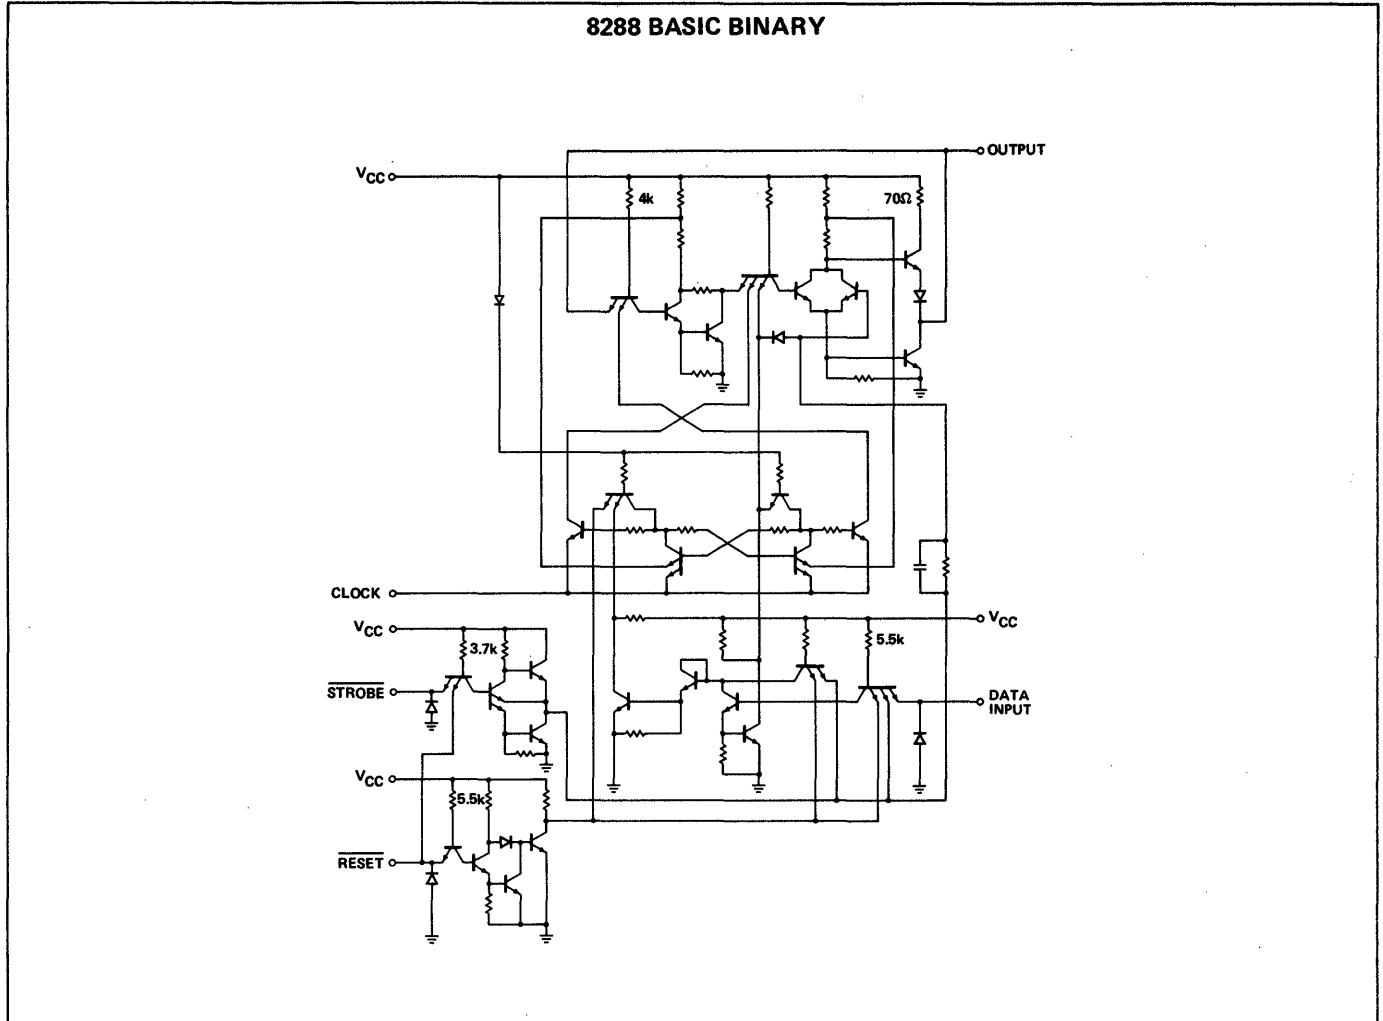 8288 BASIC BINARY
OUTPUT
VCC
4k
70Ω
CLOCK
VCC
VCC
3.7k
5.5k
STROBE
DATA
INPUT
VCC
5.5k
RESET